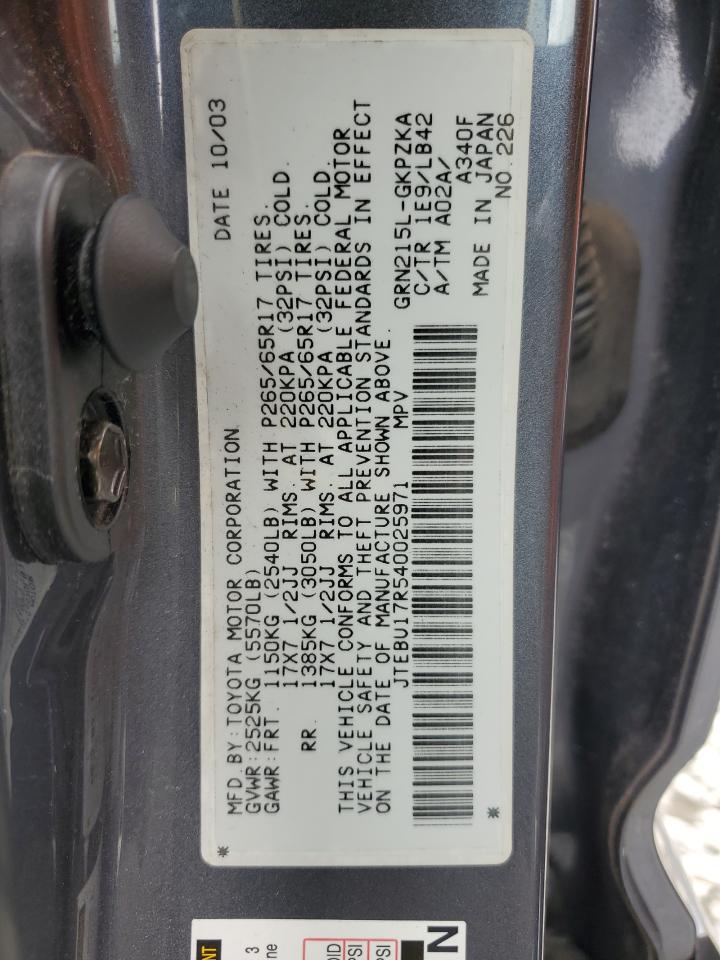 DATE 10/03
MFD. BY: TOYOTA MOTOR CORPORATION
GVWR: 2525KG (5570LB)
GAWR: FRT. 1150KG (2540LB) WITH P265/65R17 TIRES.
17X7 1/2JJ RIMS. AT 220KPA (32PSI) COLD.
RR. 1385KG (3050LB) WITH P265/65R17 TIRES.
17X7 1/2JJ RIMS. AT 220KPA (32PSI) COLD.
THIS VEHICLE CONFORMS TO ALL APPLICABLE FEDERAL MOTOR
VEHICLE SAFETY AND THEFT PREVENTION STANDARDS IN EFFECT
ON THE DATE OF MANUFACTURE SHOWN ABOVE.
JTEBU17R540025971 MPV
GRN215L-GKPZKA
C/TR 1E9/LB42
A/TM A02A/
A340F
MADE IN JAPAN
NO.226
3